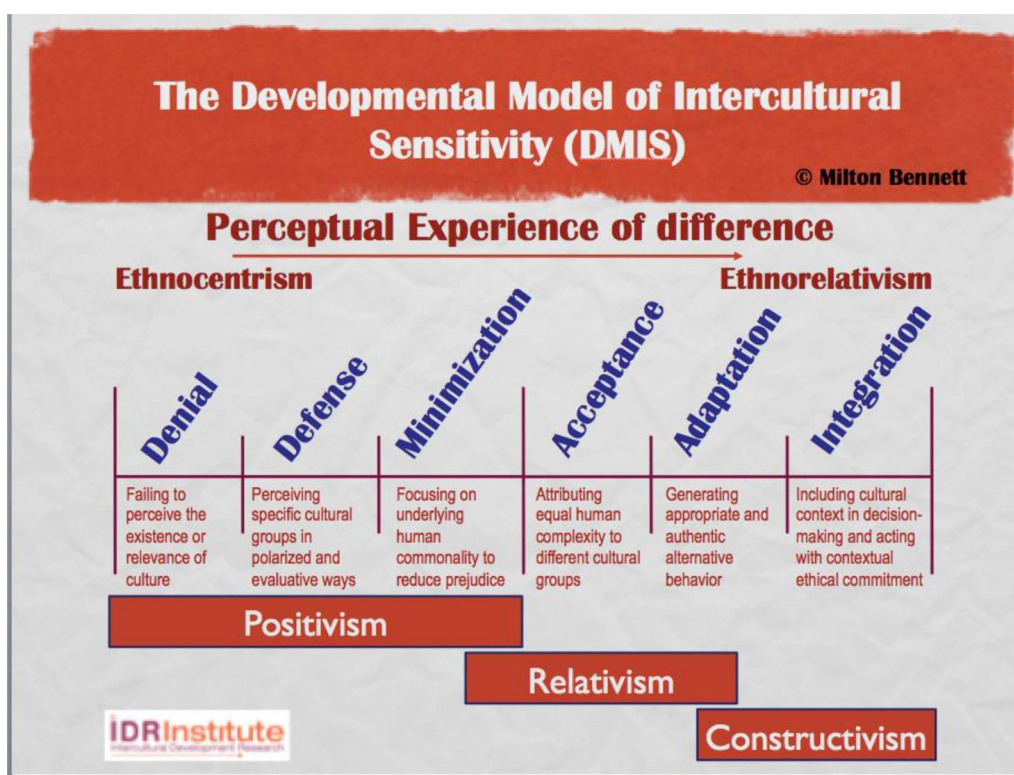 The Developmental Model of Intercultural
Sensitivity (DMIS)
© Milton Bennett
Perceptual Experience of difference
Ethnocentrism
Ethnorelativism
Denial
Defense
Minimization
Acceptance
Adaptation
Integration
Failing to
perceive the
existence or
relevance of
culture
Perceiving
specific cultural
groups in
polarized and
evaluative ways
Focusing on
underlying
human
commonality to
reduce prejudice
Attributing
equal human
complexity to
different cultural
groups
Generating
appropriate and
authentic
alternative
behavior
Including cultural
context in decision-
making and acting
with contextual
ethical commitment
Positivism
Relativism
Constructivism
IDRInstitute
Intercultural Development Research